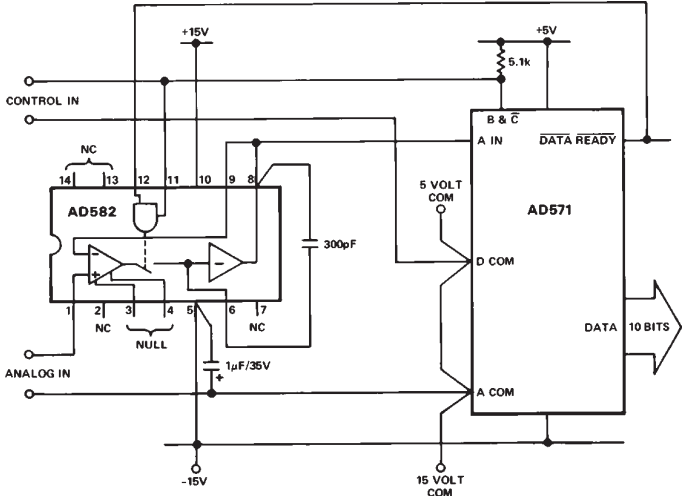 +15V
+5V
5.1k
CONTROL IN
B & C̅
A IN
D̅A̅T̅A̅ R̅E̅A̅D̅Y̅
NC
14 13 12 11 10 9 8
AD582
5 VOLT
COM
AD571
300pF
D COM
1 2 3 4 5 6 7
NC
NULL
NC
DATA
10 BITS
1µF/35V
+
ANALOG IN
A COM
-15V
15 VOLT
COM